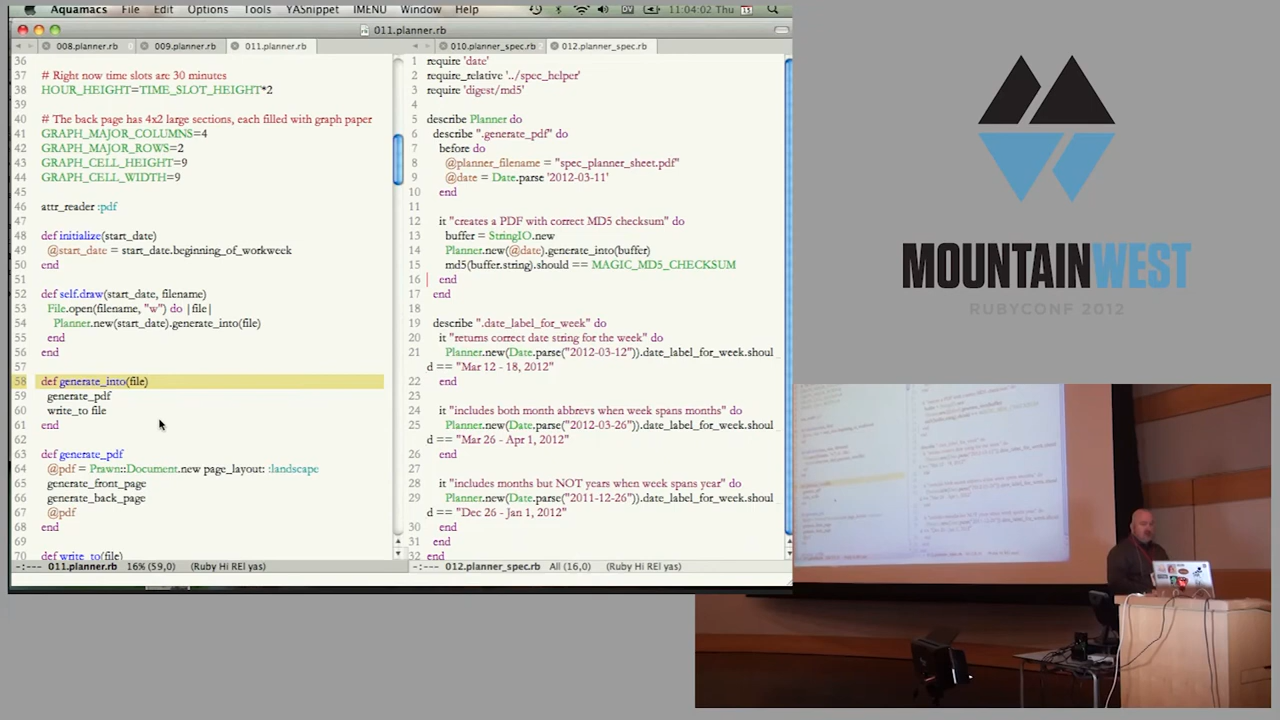 Aquamacs File Edit Options Tools YASnippet IMENU Window Help 11:04:02 Thu
011.planner.rb
008.planner.rb 009.planner.rb 011.planner.rb
36
37 # Right now time slots are 30 minutes
38 HOUR_HEIGHT=TIME_SLOT_HEIGHT*2
39
40 # The back page has 4x2 large sections, each filled with graph paper
41 GRAPH_MAJOR_COLUMNS=4
42 GRAPH_MAJOR_ROWS=2
43 GRAPH_CELL_HEIGHT=9
44 GRAPH_CELL_WIDTH=9
45
46 attr_reader :pdf
47
48 def initialize(start_date)
49 @start_date = start_date.beginning_of_workweek
50 end
51
52 def self.draw(start_date, filename)
53 File.open(filename, "w") do |file|
54 Planner.new(start_date).generate_into(file)
55 end
56 end
57
58 def generate_into(file)
59 generate_pdf
60 write_to file
61 end
62
63 def generate_pdf
64 @pdf = Prawn::Document.new page_layout: :landscape
65 generate_front_page
66 generate_back_page
67 @pdf
68 end
69
70 def write_to(file)
-:--- 011.planner.rb 16% (59,0) (Ruby Hi REl yas)
010.planner_spec.rb 012.planner_spec.rb
1 require 'date'
2 require_relative '../spec_helper'
3 require 'digest/md5'
4
5 describe Planner do
6 describe ".generate_pdf" do
7 before do
8 @planner_filename = "spec_planner_sheet.pdf"
9 @date = Date.parse '2012-03-11'
10 end
11
12 it "creates a PDF with correct MD5 checksum" do
13 buffer = StringIO.new
14 Planner.new(@date).generate_into(buffer)
15 md5(buffer.string).should == MAGIC_MD5_CHECKSUM
16 end
17 end
18
19 describe ".date_label_for_week" do
20 it "returns correct date string for the week" do
21 Planner.new(Date.parse("2012-03-12")).date_label_for_week.shoul
d == "Mar 12 - 18, 2012"
22 end
23
24 it "includes both month abbrevs when week spans months" do
25 Planner.new(Date.parse("2012-03-26")).date_label_for_week.shoul
d == "Mar 26 - Apr 1, 2012"
26 end
27
28 it "includes months but NOT years when week spans year" do
29 Planner.new(Date.parse("2011-12-26")).date_label_for_week.shoul
d == "Dec 26 - Jan 1, 2012"
30 end
31 end
32 end
-:--- 012.planner_spec.rb All (16,0) (Ruby Hi REl yas)
MOUNTAINWEST
RUBYCONF 2012